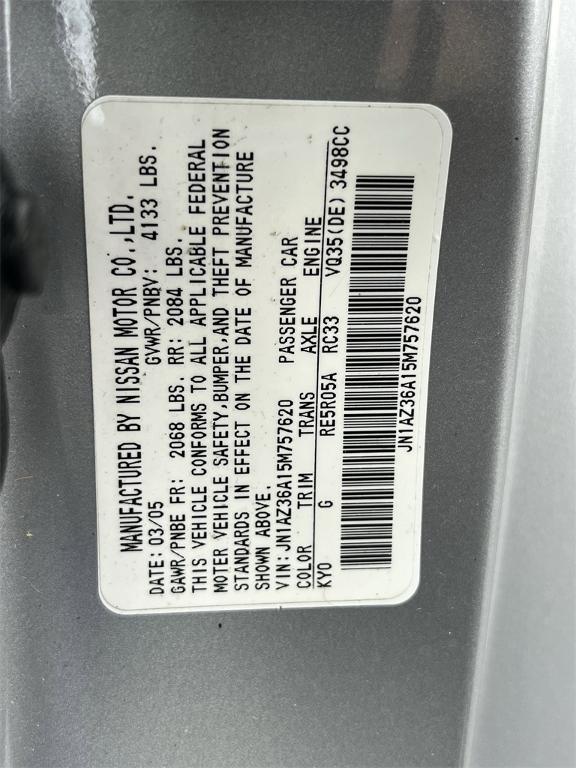 MANUFACTURED BY NISSAN MOTOR CO.,LTD.
DATE: 03/05 GVWR/PNBV: 4133 LBS.
GAWR/PNBE FR: 2068 LBS. RR: 2084 LBS.
THIS VEHICLE CONFORMS TO ALL APPLICABLE FEDERAL
MOTER VEHICLE SAFETY,BUMPER,AND THEFT PREVENTION
STANDARDS IN EFFECT ON THE DATE OF MANUFACTURE
SHOWN ABOVE.
VIN:JN1AZ36A15M757620 PASSENGER CAR
COLOR TRIM TRANS AXLE ENGINE
KY0 G RE5R05A RC33 VQ35(DE) 3498CC
JN1AZ36A15M757620